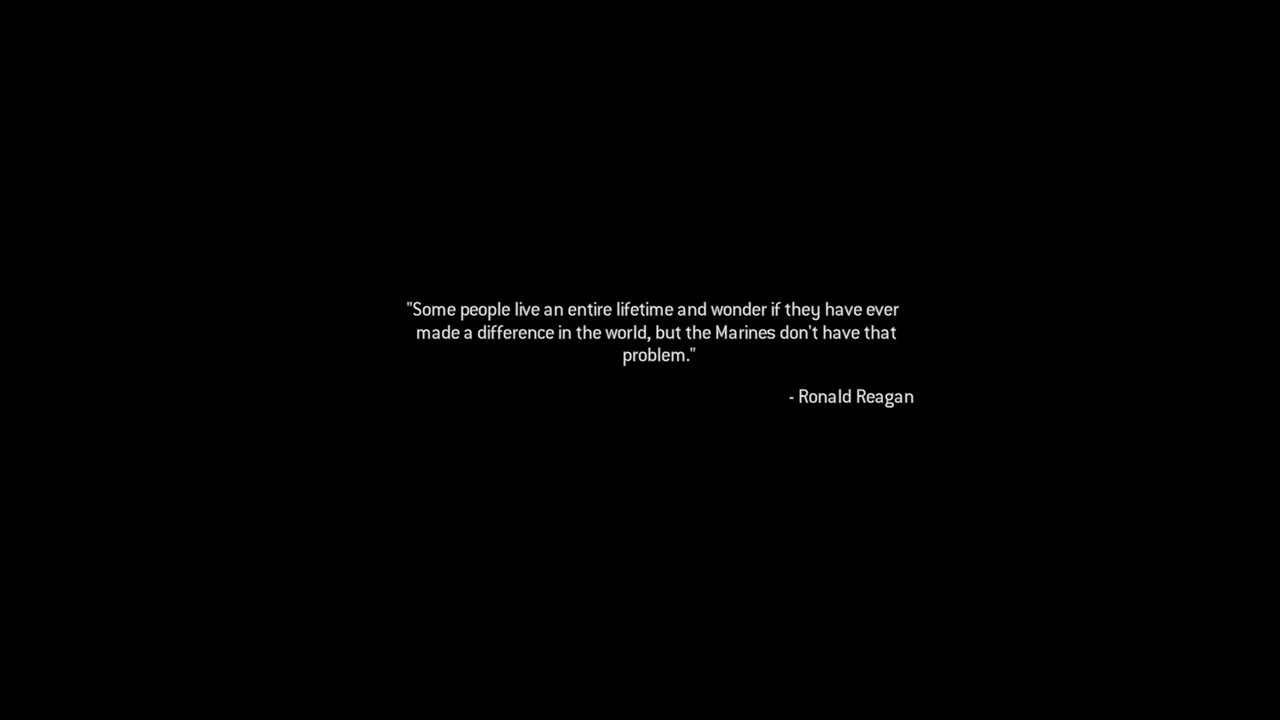 "Some people live an entire lifetime and wonder if they have ever
made a difference in the world, but the Marines don't have that
problem."
- Ronald Reagan